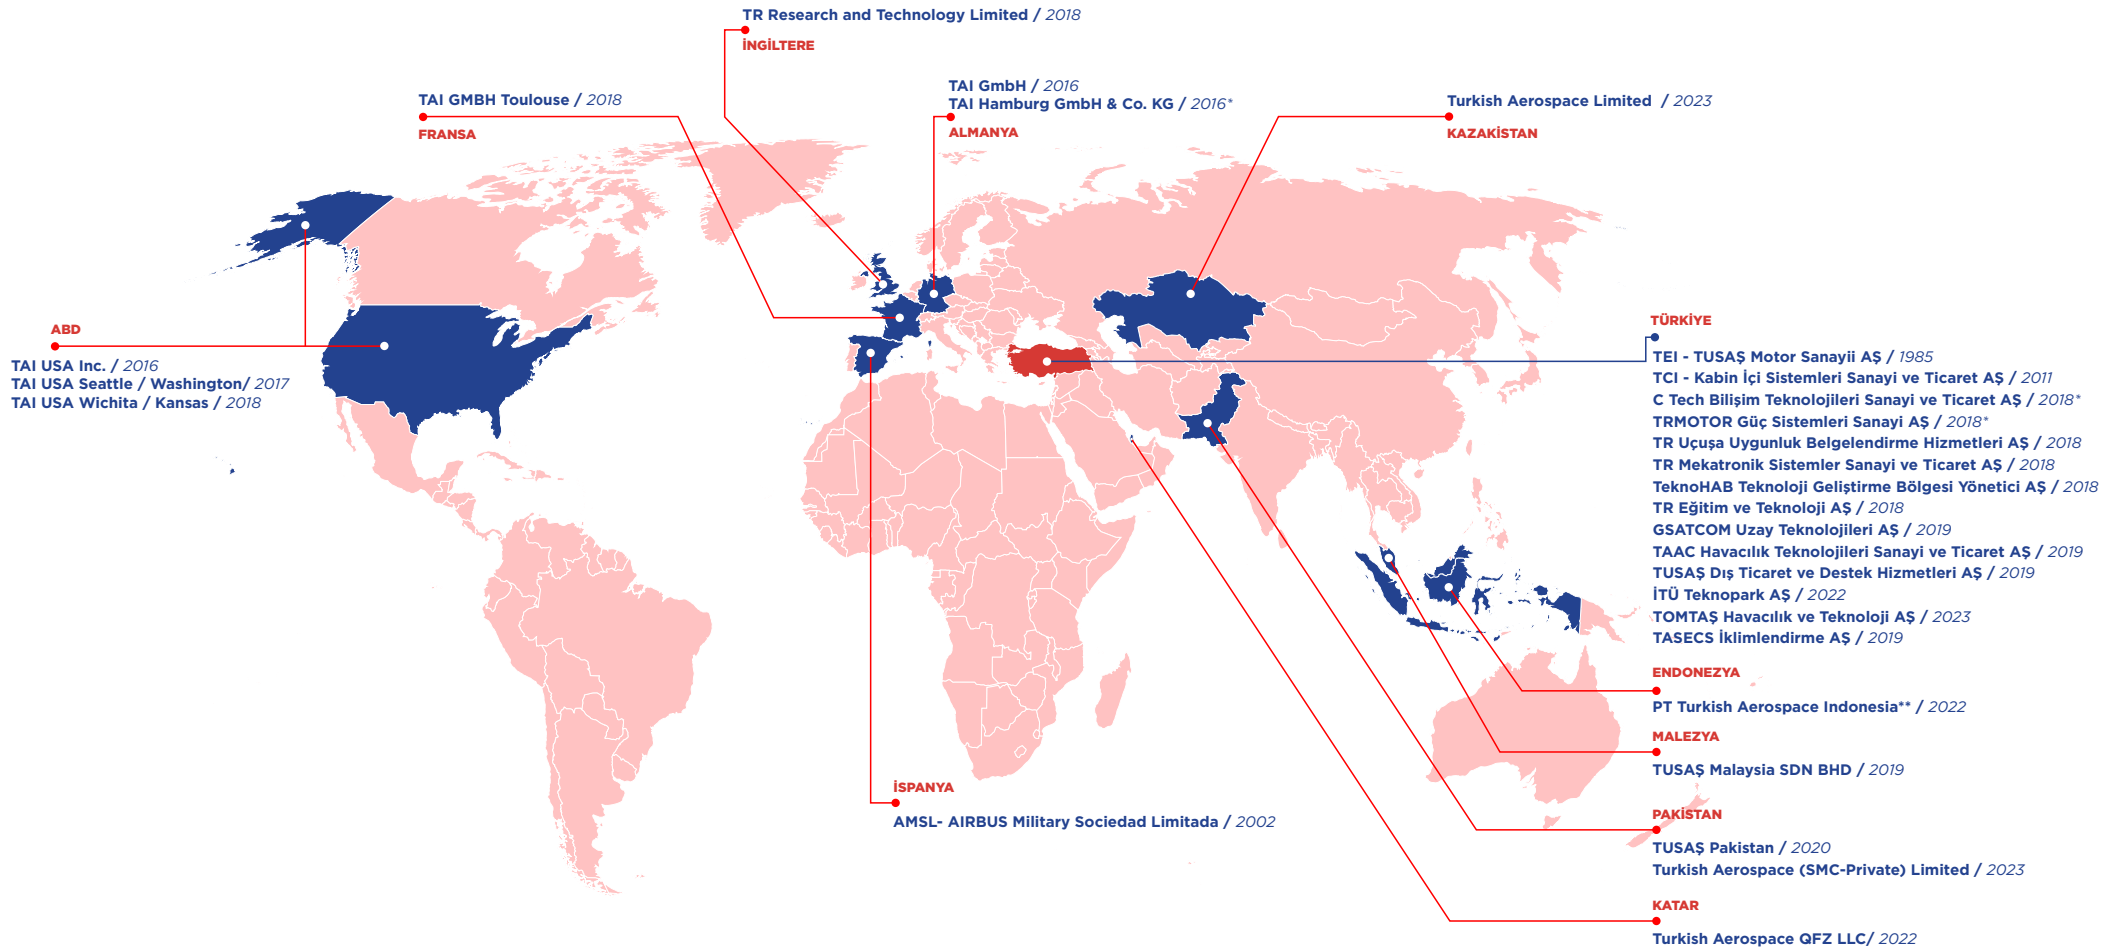 TR Research and Technology Limited / 2018
İNGİLTERE
TAI GMBH Toulouse / 2018
FRANSA
TAI GmbH / 2016
TAI Hamburg GmbH & Co. KG / 2016*
ALMANYA
Turkish Aerospace Limited / 2023
KAZAKİSTAN
ABD
TAI USA Inc. / 2016
TAI USA Seattle / Washington/ 2017
TAI USA Wichita / Kansas / 2018
TÜRKİYE
TEI - TUSAŞ Motor Sanayii AŞ / 1985
TCI - Kabin İçi Sistemleri Sanayi ve Ticaret AŞ / 2011
C Tech Bilişim Teknolojileri Sanayi ve Ticaret AŞ / 2018*
TRMOTOR Güç Sistemleri Sanayi AŞ / 2018*
TR Uçuşa Uygunluk Belgelendirme Hizmetleri AŞ / 2018
TR Mekatronik Sistemler Sanayi ve Ticaret AŞ / 2018
TeknoHAB Teknoloji Geliştirme Bölgesi Yönetici AŞ / 2018
TR Eğitim ve Teknoloji AŞ / 2018
GSATCOM Uzay Teknolojileri AŞ / 2019
TAAC Havacılık Teknolojileri Sanayi ve Ticaret AŞ / 2019
TUSAŞ Dış Ticaret ve Destek Hizmetleri AŞ / 2019
İTÜ Teknopark AŞ / 2022
TOMTAŞ Havacılık ve Teknoloji AŞ / 2023
TASECS İklimlendirme AŞ / 2019
ENDONEZYA
PT Turkish Aerospace Indonesia** / 2022
MALEZYA
TUSAŞ Malaysia SDN BHD / 2019
İSPANYA
AMSL- AIRBUS Military Sociedad Limitada / 2002
PAKİSTAN
TUSAŞ Pakistan / 2020
Turkish Aerospace (SMC-Private) Limited / 2023
KATAR
Turkish Aerospace QFZ LLC/ 2022